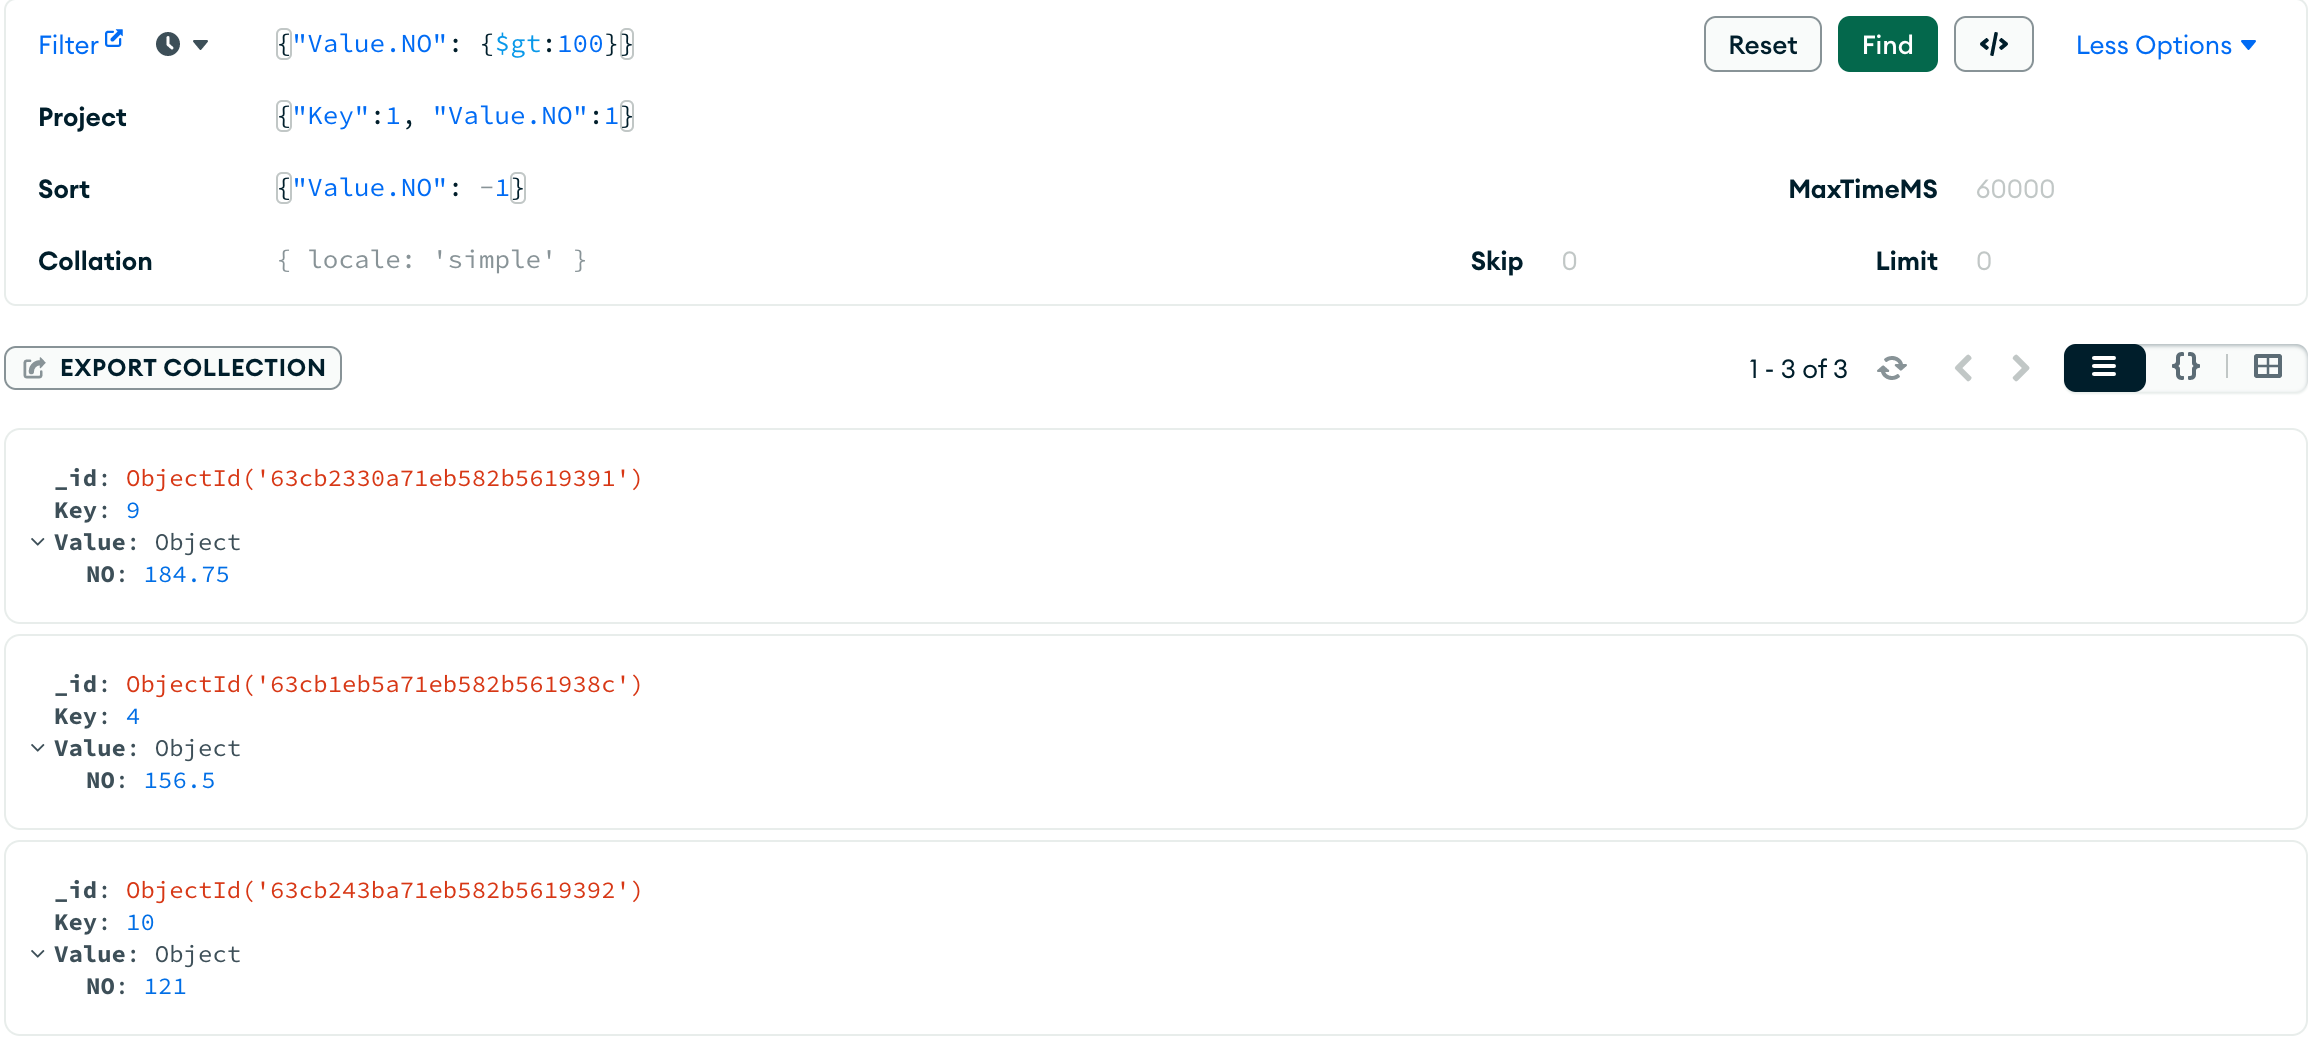 Filter {"Value.NO": {$gt:100}} Reset Find </> Less Options
Project {"Key":1, "Value.NO":1}
Sort {"Value.NO": -1} MaxTimeMS 60000
Collation { locale: 'simple' } Skip 0 Limit 0
EXPORT COLLECTION 1 - 3 of 3 {}
_id: ObjectId('63cb2330a71eb582b5619391')
Key: 9
Value: Object
NO: 184.75
_id: ObjectId('63cb1eb5a71eb582b561938c')
Key: 4
Value: Object
NO: 156.5
_id: ObjectId('63cb243ba71eb582b5619392')
Key: 10
Value: Object
NO: 121